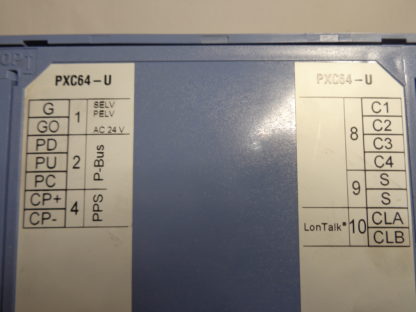 OPT
PXC64-U
G
GO
1
SELV
PELV
AC 24 V
PD
PU
PC
2
P-Bus
CP+
CP-
4
PPS
PXC64-U
8
C1
C2
C3
C4
9
S
S
LonTalk®
10
CLA
CLB